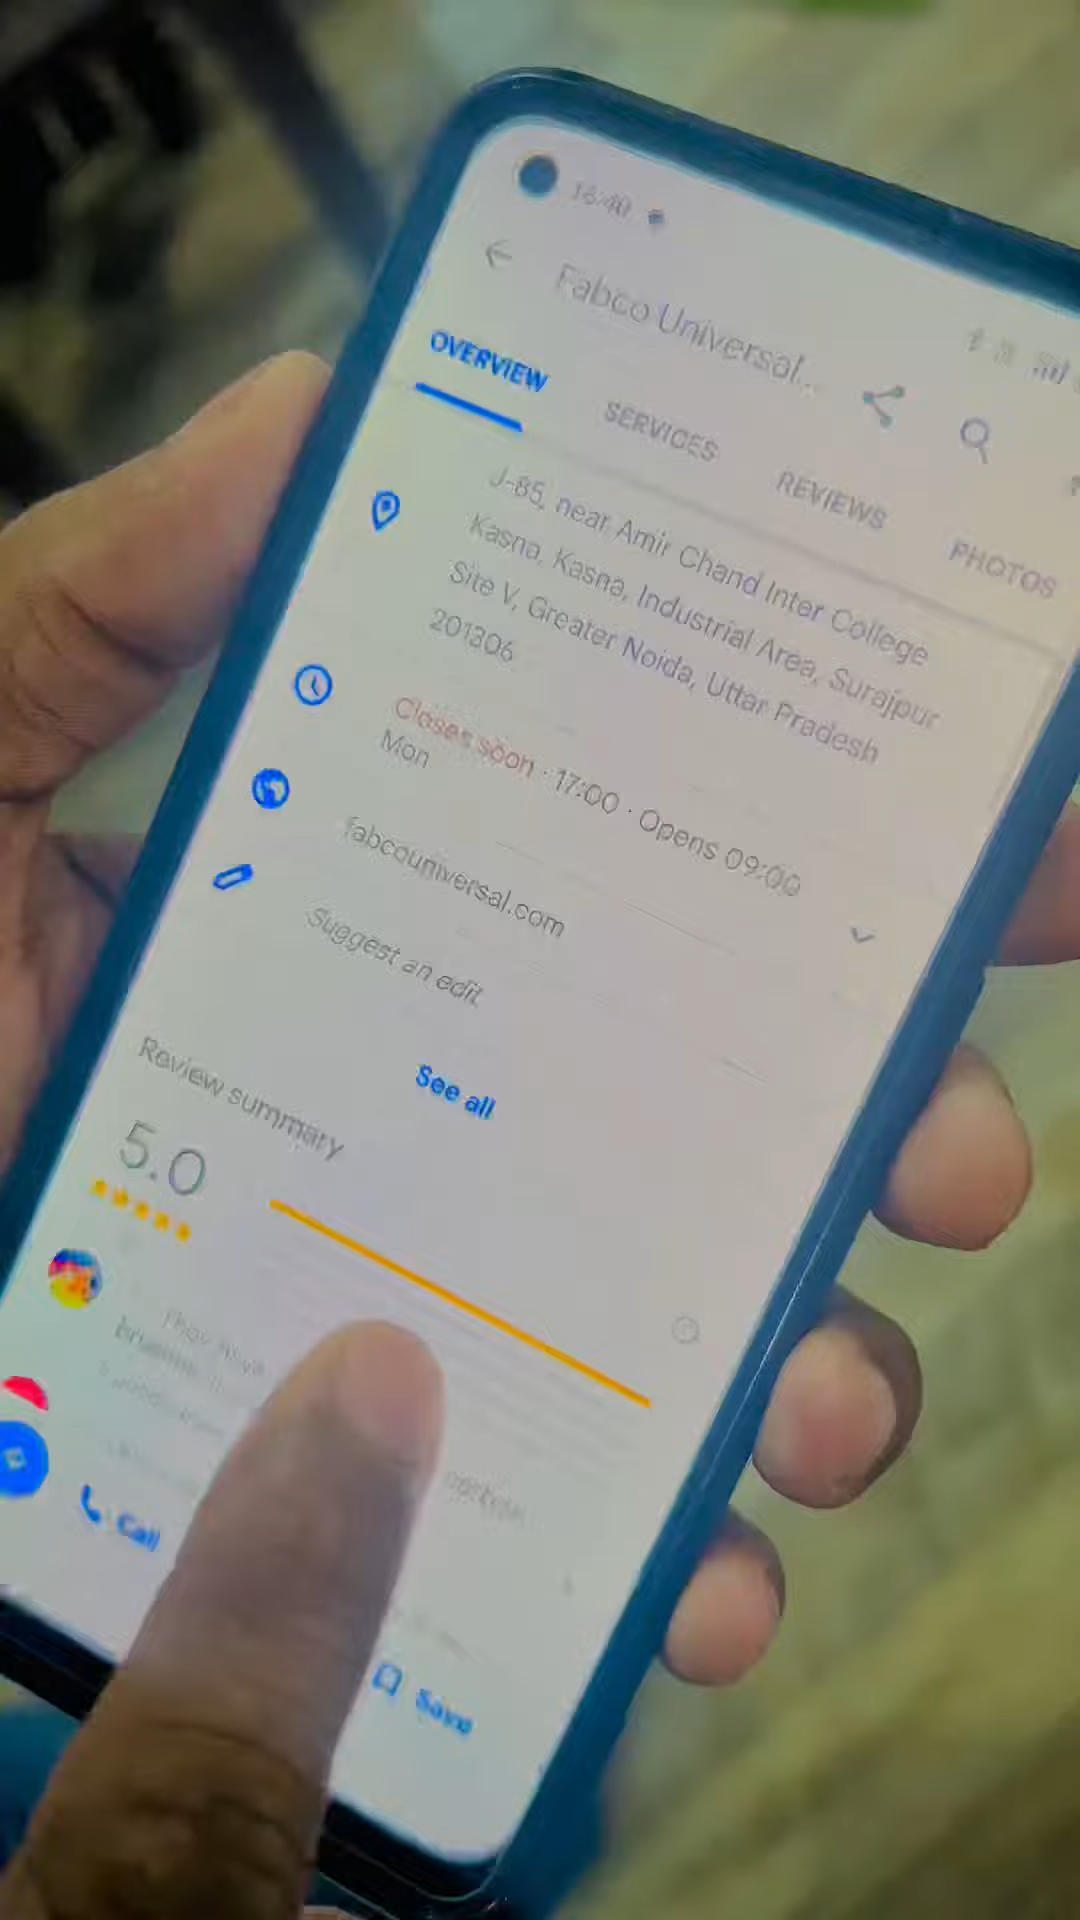 16:40
Fabco Universal...
OVERVIEW
SERVICES
REVIEWS
PHOTOS
J-85, near Amir Chand Inter College
Kasna, Kasna, Industrial Area, Surajpur
Site V, Greater Noida, Uttar Pradesh
201306
Closes soon · 17:00 · Opens 09:00
Mon
fabcouniversal.com
Suggest an edit
See all
Review summary
5.0
Call
Save